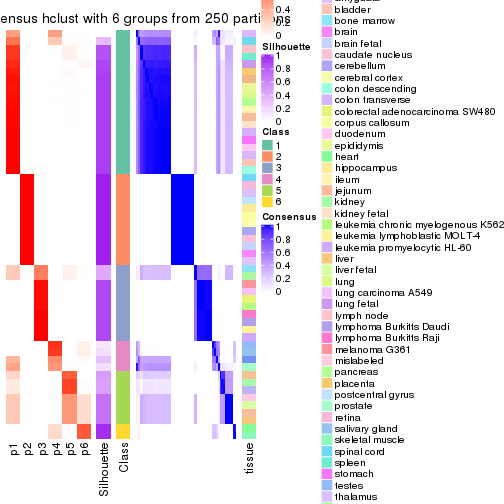 ensus heatmap with 6 groups from 250 partitions
0.4
0.2
0
Silhouette
1
0.8
0.6
0.4
0.2
0
Class
1
2
3
4
5
6
Consensus
1
0.8
0.6
0.4
0.2
0
p1
p2
p3
p4
p5
p6
Silhouette
Class
tissue
amygdala
bladder
bone marrow
brain
brain fetal
caudate nucleus
cerebellum
cerebral cortex
colon descending
colon transverse
colorectal adenocarcinoma SW480
corpus callosum
duodenum
epididymis
heart
hippocampus
ileum
jejunum
kidney
kidney fetal
leukemia chronic myelogenous K562
leukemia lymphoblastic MOLT-4
leukemia promyelocytic HL-60
liver
liver fetal
lung
lung carcinoma A549
lung fetal
lymph node
lymphoma Burkitts Daudi
lymphoma Burkitts Raji
melanoma G361
mislabeled
pancreas
placenta
postcentral gyrus
prostate
retina
salivary gland
skeletal muscle
spinal cord
spleen
stomach
testes
thalamus